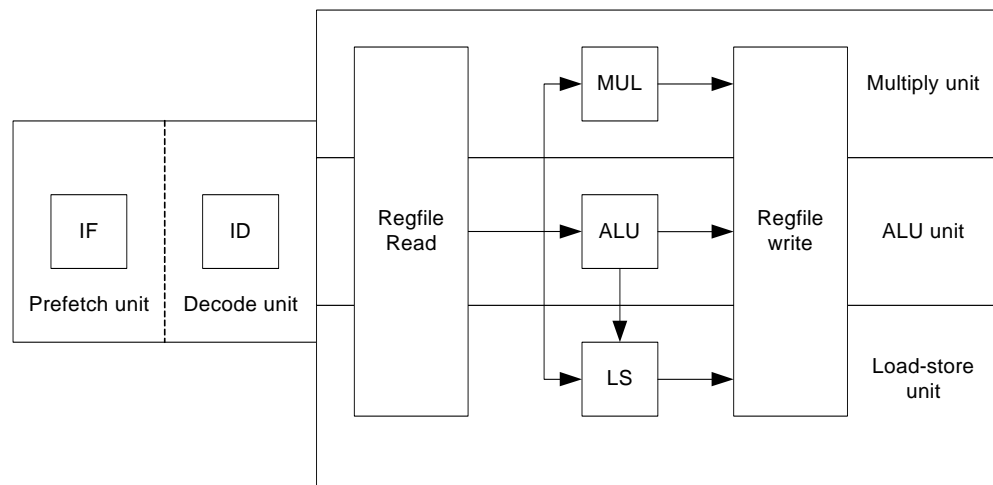 MUL
Multiply unit
IF
ID
Regfile
Read
ALU
Regfile
write
ALU unit
Prefetch unit
Decode unit
LS
Load-store
unit